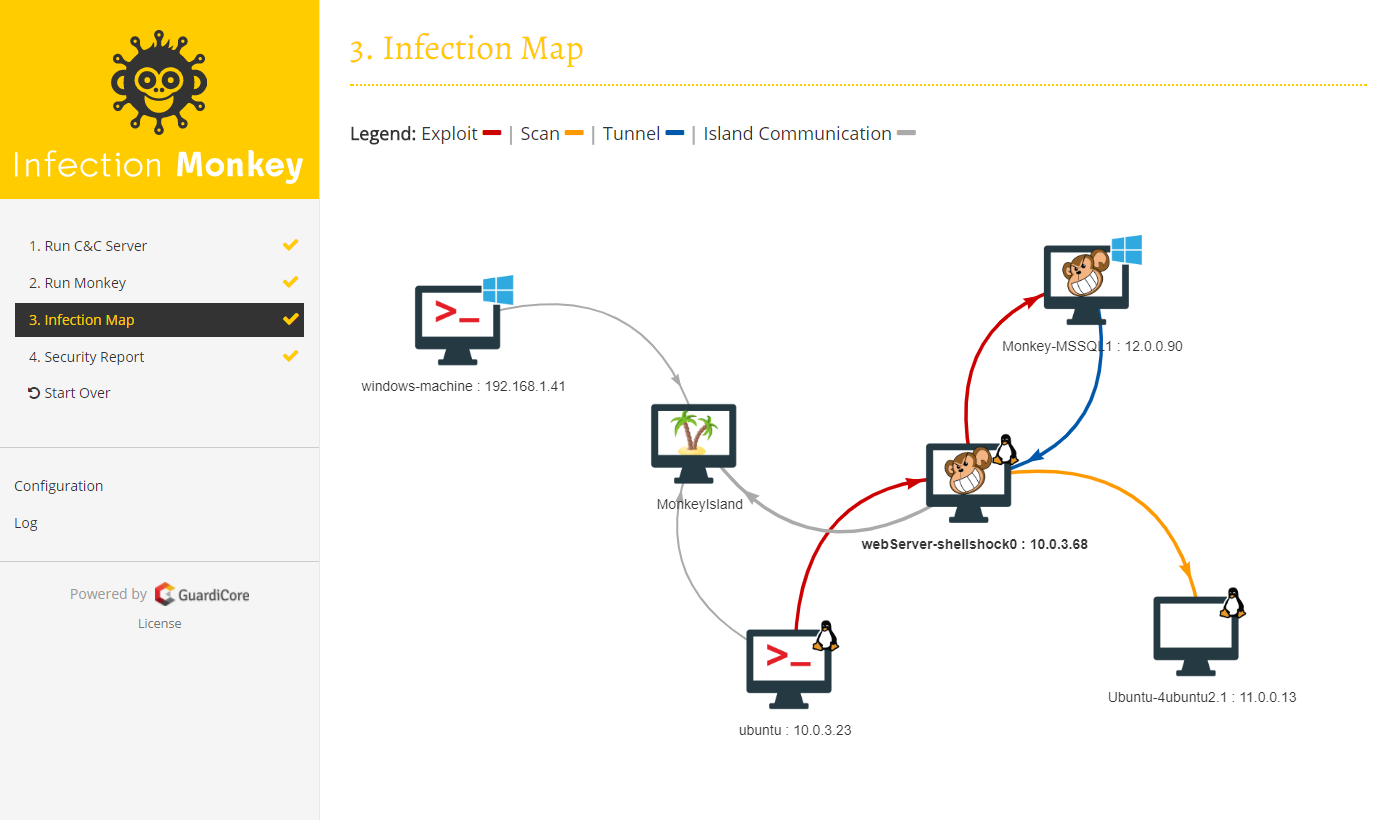 Infection Monkey
1. Run C&C Server
2. Run Monkey
3. Infection Map
4. Security Report
Start Over
Configuration
Log
Powered by GuardiCore
License
3. Infection Map
Legend: Exploit | Scan | Tunnel | Island Communication
>_
windows-machine : 192.168.1.41
Monkey-MSSQL1 : 12.0.0.90
MonkeyIsland
webServer-shellshock0 : 10.0.3.68
>_
ubuntu : 10.0.3.23
Ubuntu-4ubuntu2.1 : 11.0.0.13